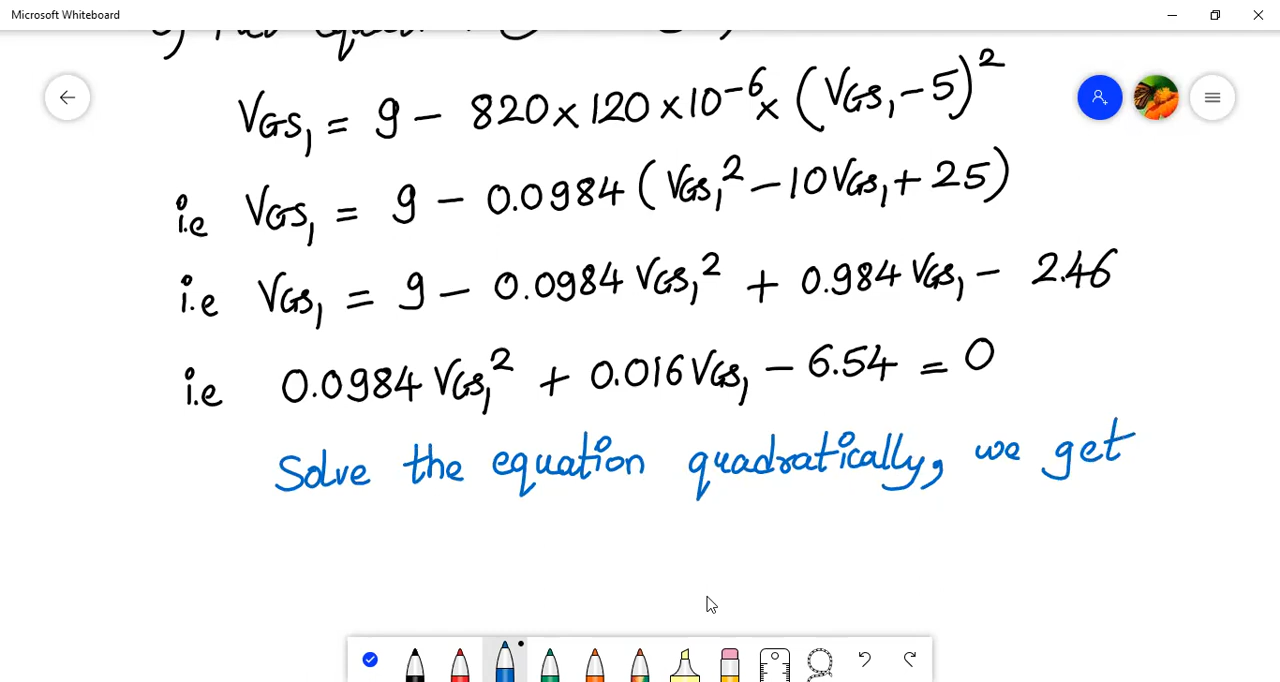 Microsoft Whiteboard
VGS₁ = 9 − 820 × 120 × 10⁻⁶ × (VGS₁ − 5)²
i.e VGS₁ = 9 − 0.0984 (VGS₁² − 10VGS₁ + 25)
i.e VGS₁ = 9 − 0.0984 VGS₁² + 0.984 VGS₁ − 2.46
i.e 0.0984 VGS₁² + 0.016 VGS₁ − 6.54 = 0
Solve the equation quadratically, we get